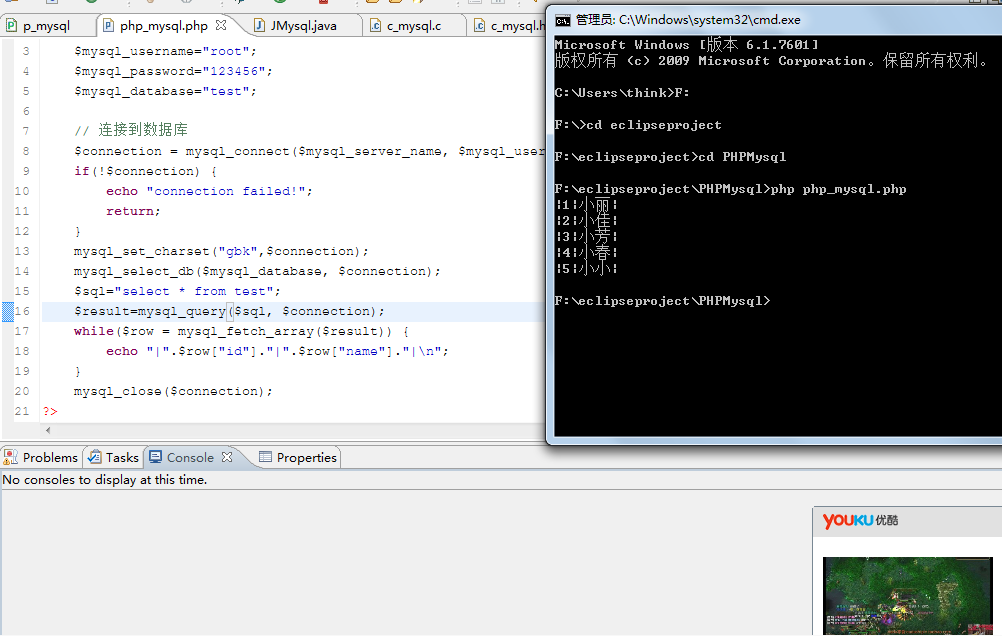 p_mysql
php_mysql.php
JMysql.java
c_mysql.c
c_mysql.h
3 $mysql_username="root";
4 $mysql_password="123456";
5 $mysql_database="test";
6
7 // 连接到数据库
8 $connection = mysql_connect($mysql_server_name, $mysql_user
9 if(!$connection) {
10 echo "connection failed!";
11 return;
12 }
13 mysql_set_charset("gbk",$connection);
14 mysql_select_db($mysql_database, $connection);
15 $sql="select * from test";
16 $result=mysql_query($sql, $connection);
17 while($row = mysql_fetch_array($result)) {
18 echo "|".$row["id"]."|".$row["name"]."|\n";
19 }
20 mysql_close($connection);
21 ?>
Problems
Tasks
Console
Properties
No consoles to display at this time.
管理员: C:\Windows\system32\cmd.exe
Microsoft Windows [版本 6.1.7601]
版权所有 (c) 2009 Microsoft Corporation。保留所有权利。
C:\Users\think>F:
F:\>cd eclipseproject
F:\eclipseproject>cd PHPMysql
F:\eclipseproject\PHPMysql>php php_mysql.php
|1|小丽|
|2|小佳|
|3|小芳|
|4|小春|
|5|小小|
F:\eclipseproject\PHPMysql>
YOUKU 优酷